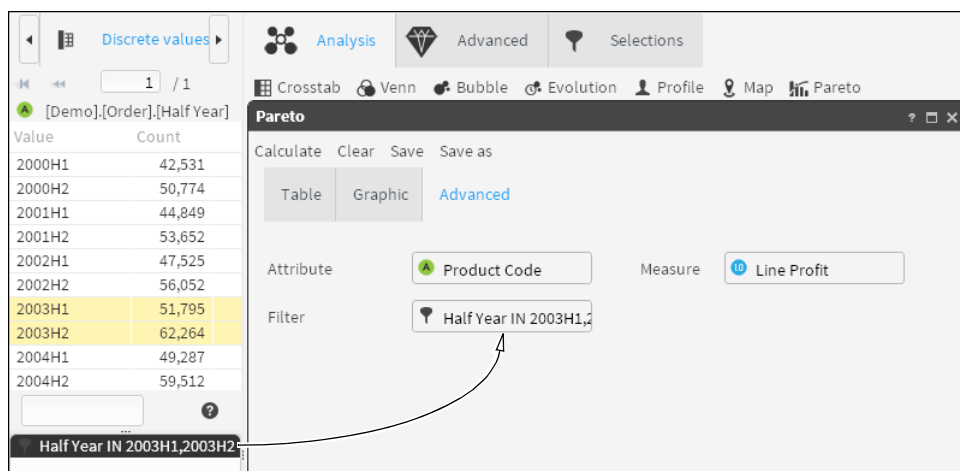 Discrete values
1 / 1
[Demo].[Order].[Half Year]
Value Count
2000H1 42,531
2000H2 50,774
2001H1 44,849
2001H2 53,652
2002H1 47,525
2002H2 56,052
2003H1 51,795
2003H2 62,264
2004H1 49,287
2004H2 59,512
?
Half Year IN 2003H1,2003H2
Analysis Advanced Selections
Crosstab Venn Bubble Evolution Profile Map Pareto
Pareto ?
Calculate Clear Save Save as
Table Graphic Advanced
Attribute A Product Code Measure 1.0 Line Profit
Filter Half Year IN 2003H1,2